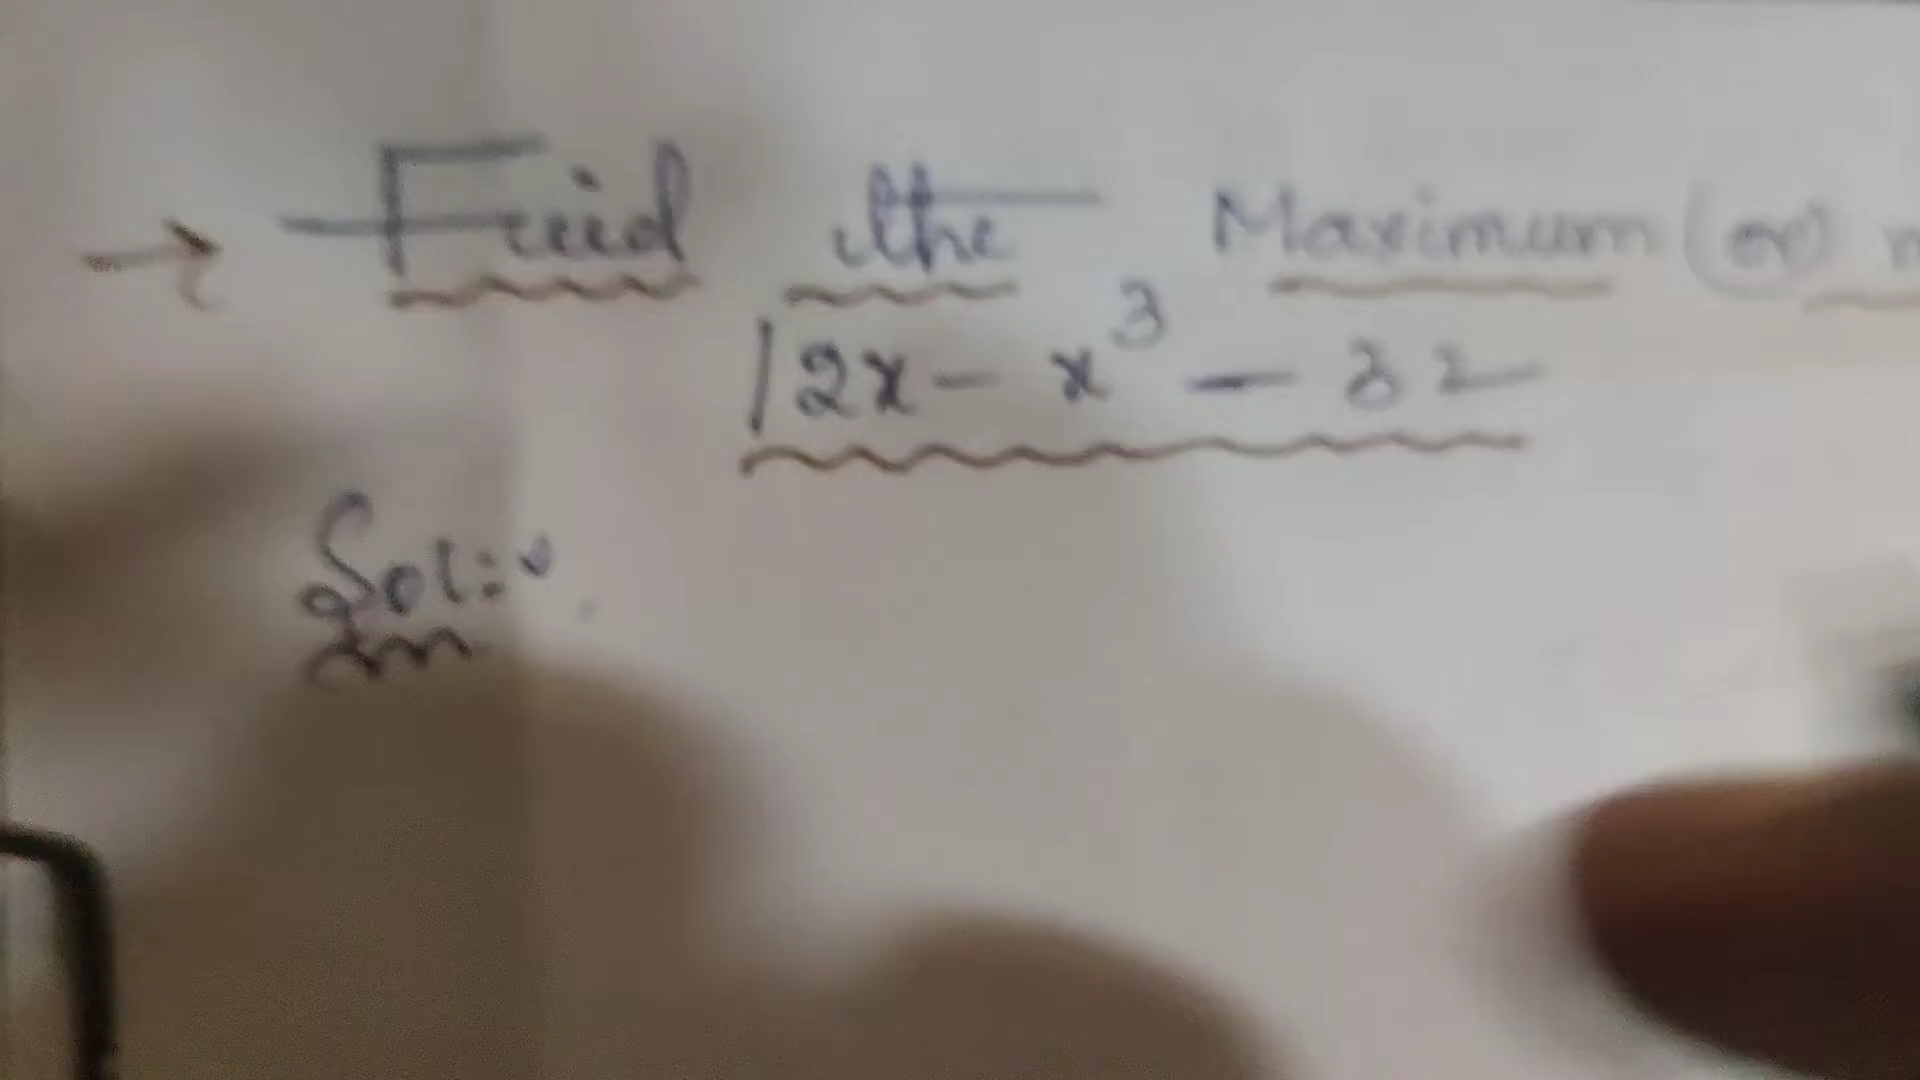 → Find the Maximum (or)
12x - x³ - 32
Sol:-